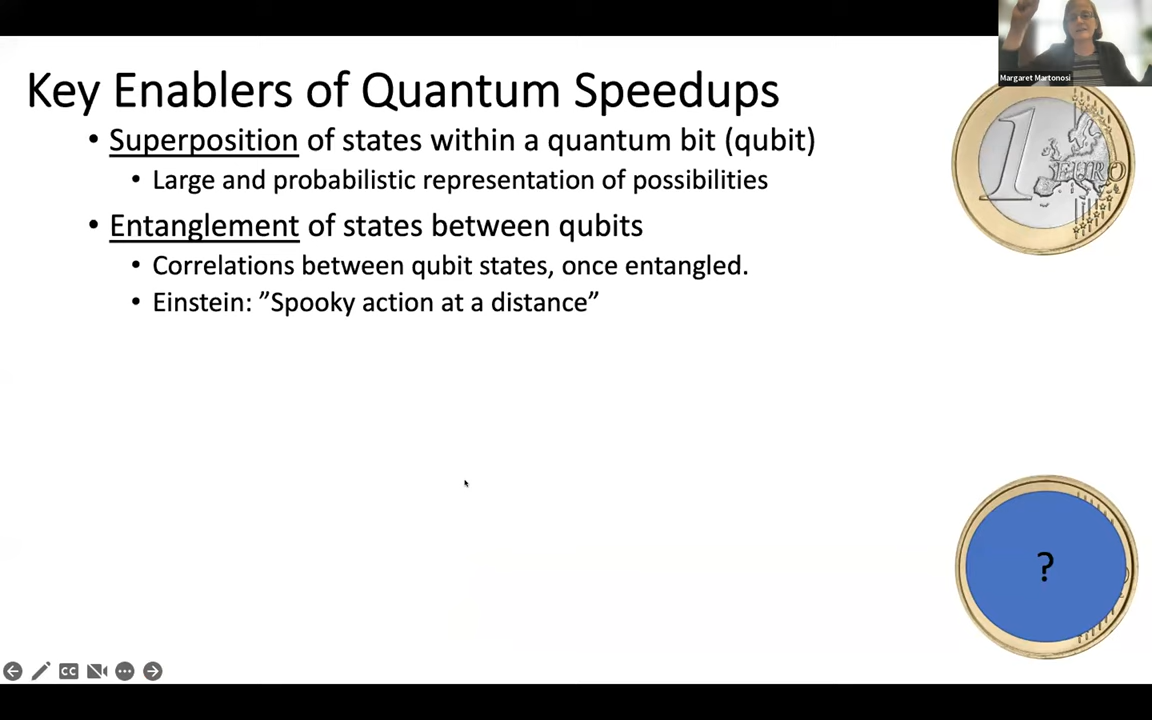 Margaret Martonosi
Key Enablers of Quantum Speedups
• Superposition of states within a quantum bit (qubit)
• Large and probabilistic representation of possibilities
• Entanglement of states between qubits
• Correlations between qubit states, once entangled.
• Einstein: ”Spooky action at a distance”
1 EURO
?
CC